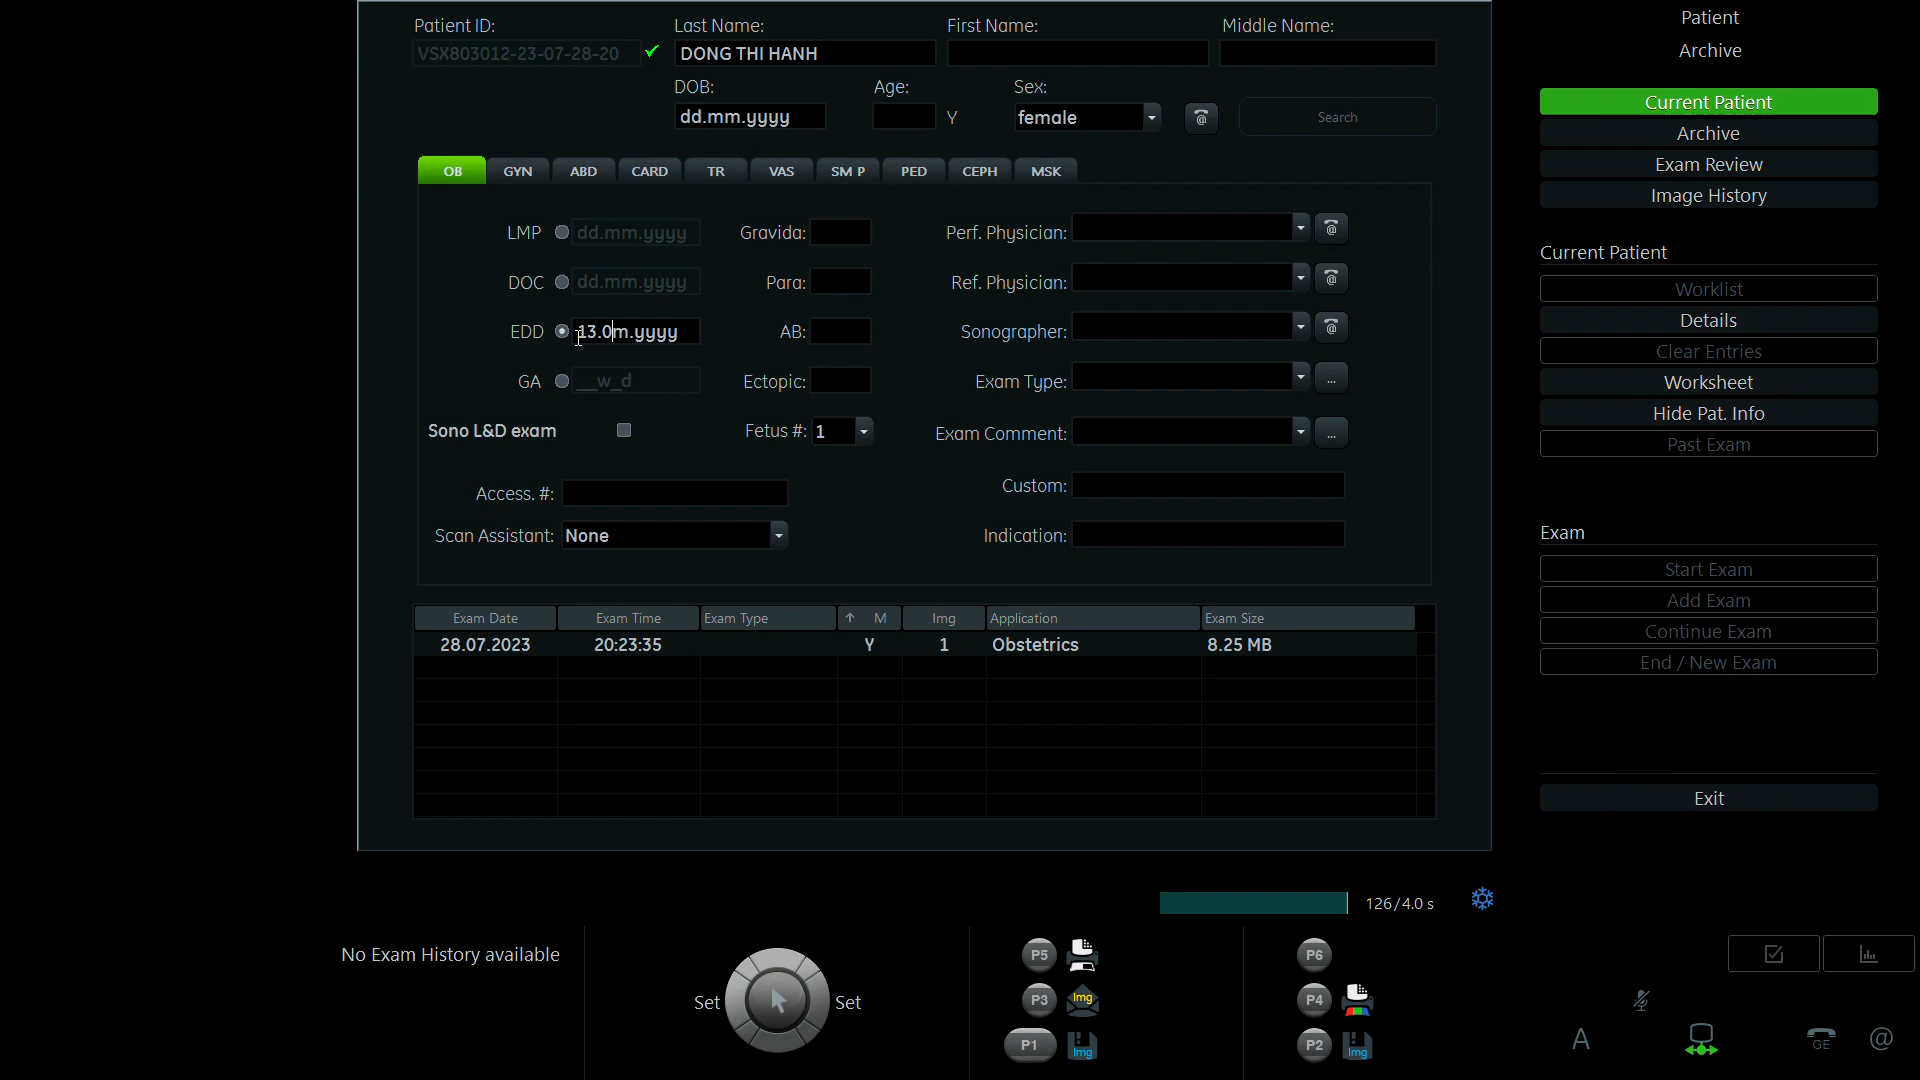 Patient ID: Last Name: First Name: Middle Name:
VSX803012-23-07-28-20 DONG THI HANH
DOB: Age: Sex:
dd.mm.yyyy Y female @ Search
OB GYN ABD CARD TR VAS SM P PED CEPH MSK
LMP dd.mm.yyyy Gravida: Perf. Physician: @
DOC dd.mm.yyyy Para: Ref. Physician: @
EDD 13.0m.yyyy AB: Sonographer: @
GA __w_d Ectopic: Exam Type: ...
Sono L&D exam Fetus #: 1 Exam Comment: ...
Access. #: Custom:
Scan Assistant: None Indication:
Exam Date Exam Time Exam Type ↑ M Img Application Exam Size
28.07.2023 20:23:35 Y 1 Obstetrics 8.25 MB
Patient
Archive
Current Patient
Archive
Exam Review
Image History
Current Patient
Worklist
Details
Clear Entries
Worksheet
Hide Pat. Info
Past Exam
Exam
Start Exam
Add Exam
Continue Exam
End / New Exam
Exit
126/4.0 s
No Exam History available
Set Set
P5
P3 Img
P1 Img
P6
P4
P2 Img
A GE @